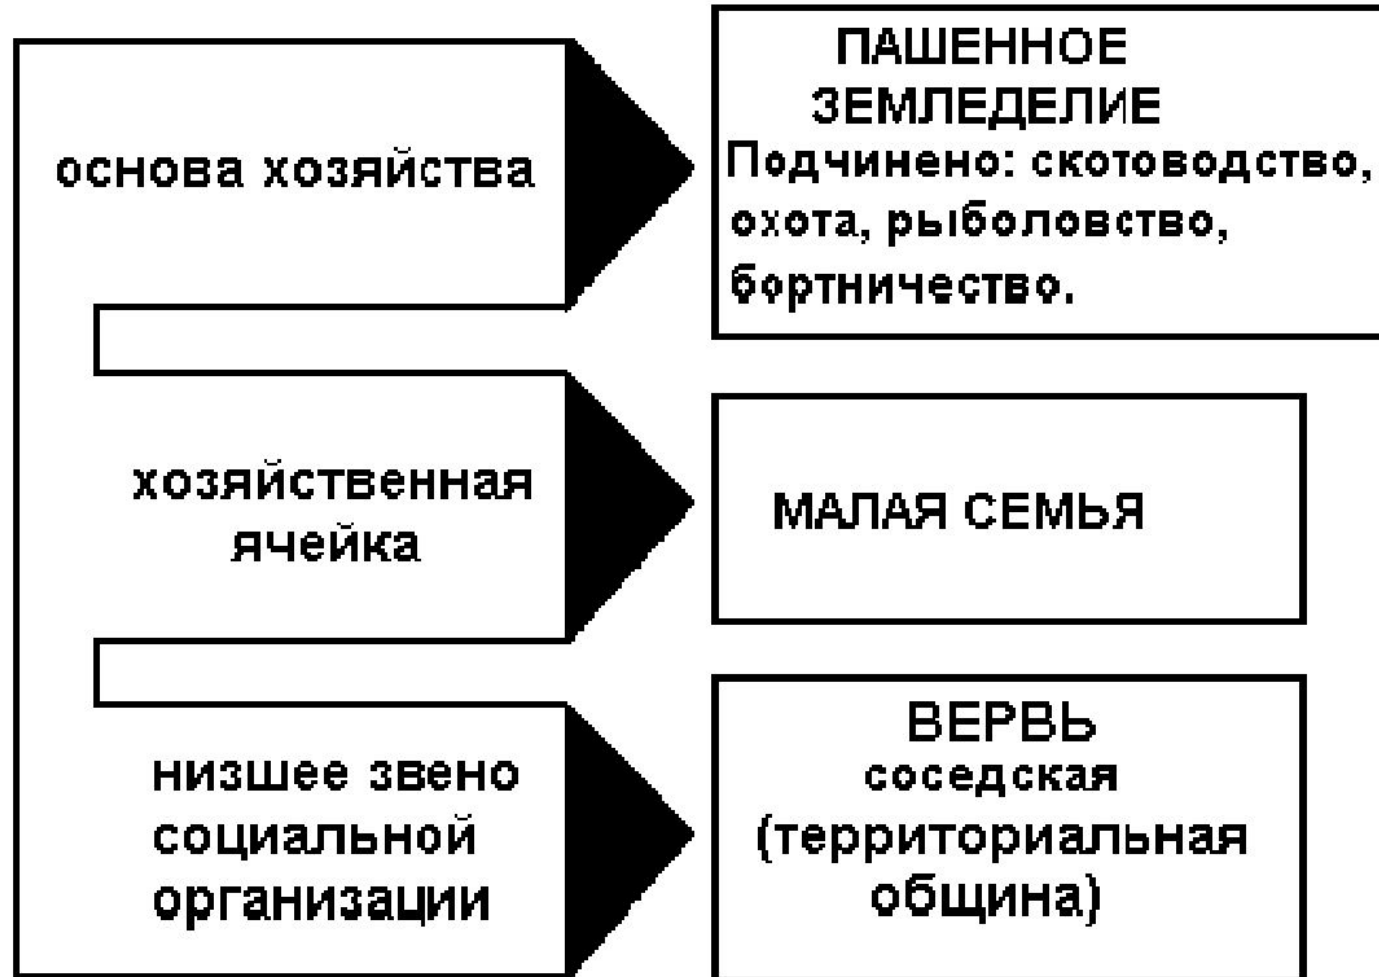 основа хозяйства
ПАШЕННОЕ
ЗЕМЛЕДЕЛИЕ
Подчинено: скотоводство,
охота, рыболовство,
бортничество.
хозяйственная
ячейка
МАЛАЯ СЕМЬЯ
низшее звено
социальной
организации
ВЕРВЬ
соседская
(территориальная
община)